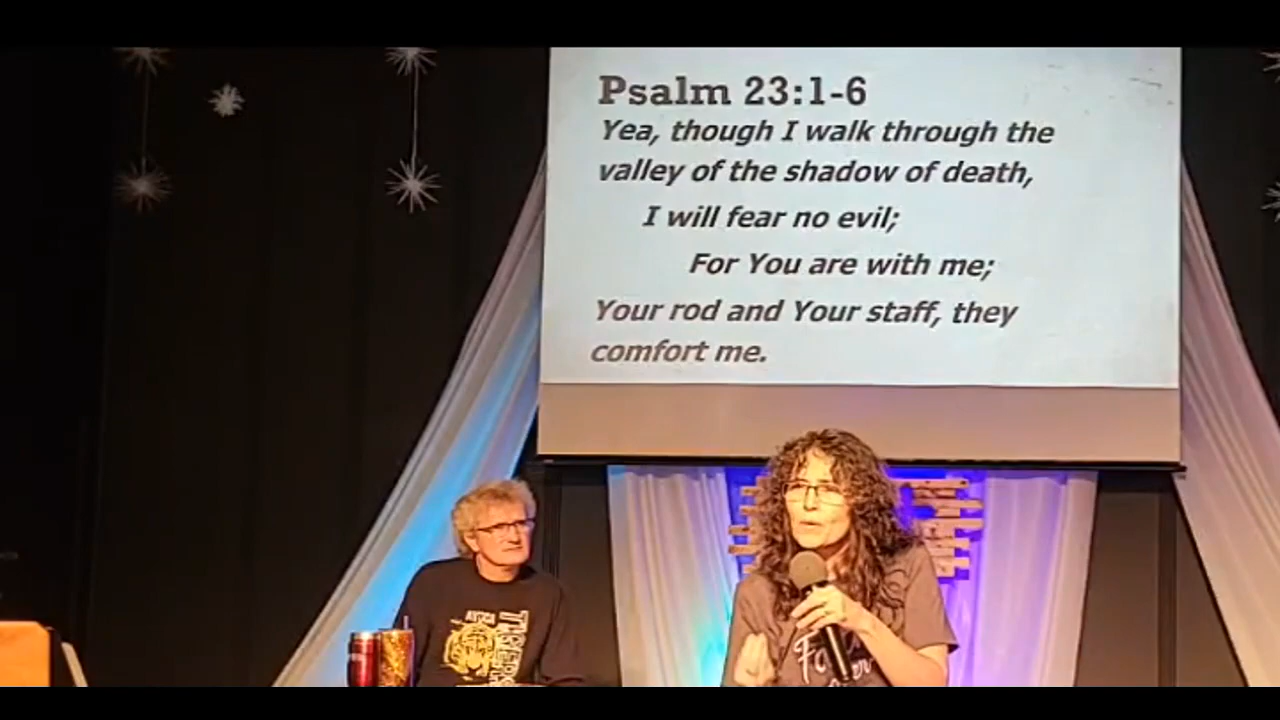 Psalm 23:1-6
Yea, though I walk through the
valley of the shadow of death,
I will fear no evil;
For You are with me;
Your rod and Your staff, they
comfort me.